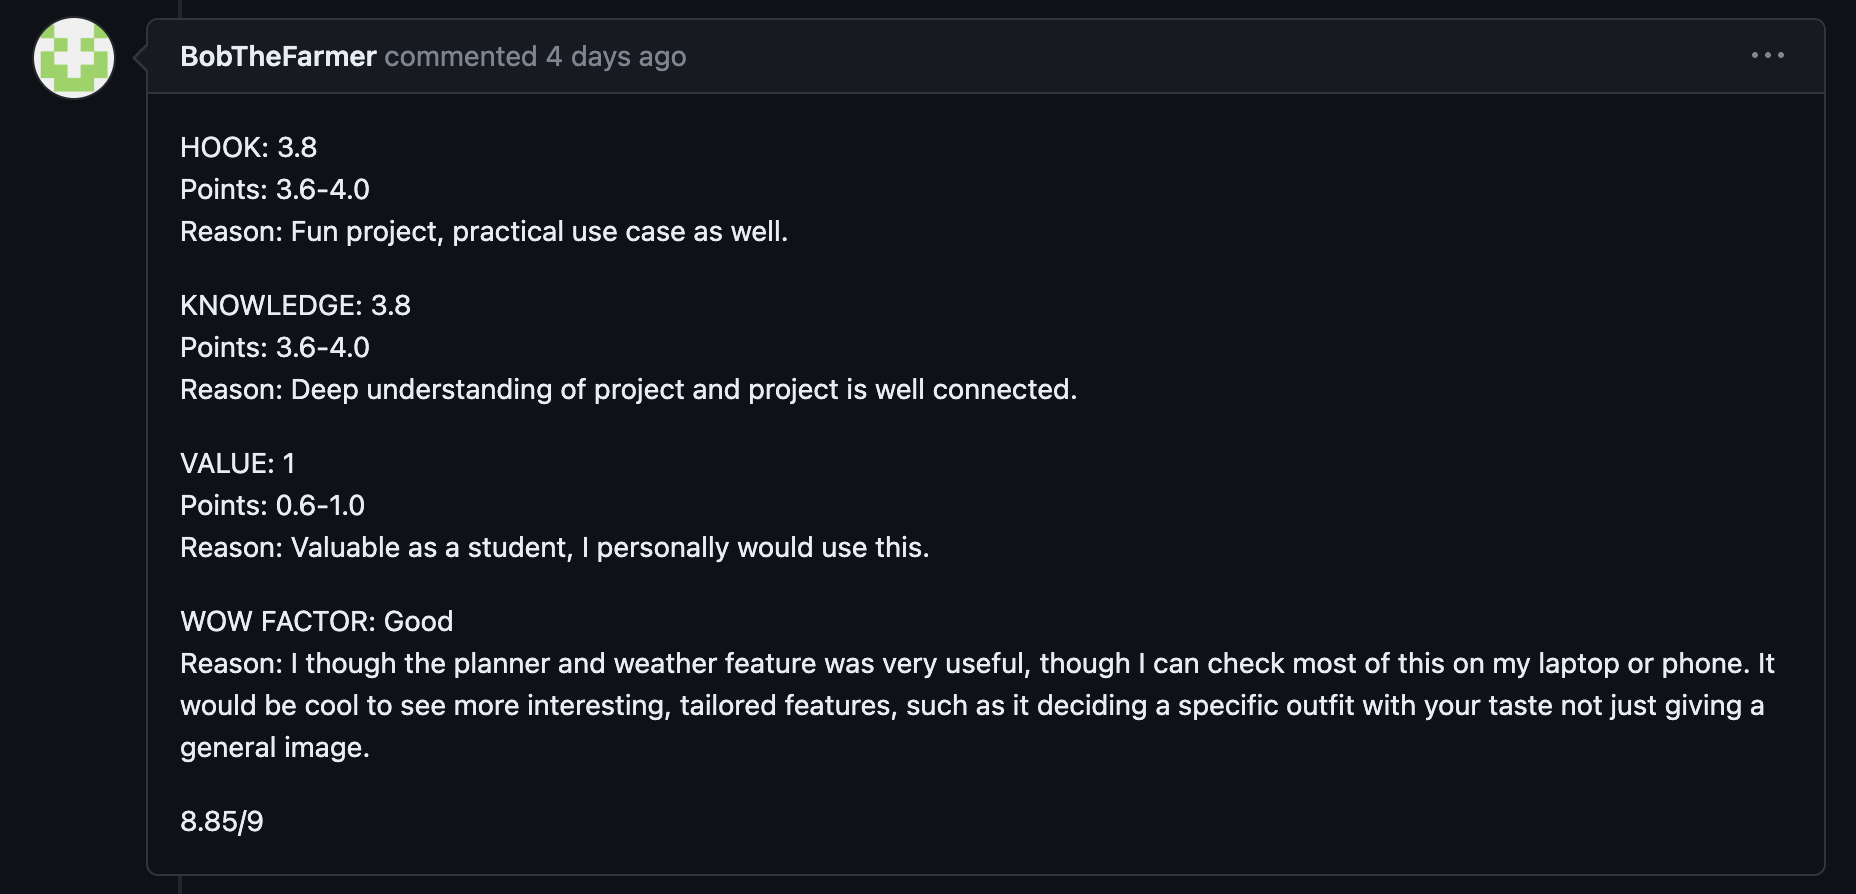 BobTheFarmer commented 4 days ago
HOOK: 3.8
Points: 3.6-4.0
Reason: Fun project, practical use case as well.
KNOWLEDGE: 3.8
Points: 3.6-4.0
Reason: Deep understanding of project and project is well connected.
VALUE: 1
Points: 0.6-1.0
Reason: Valuable as a student, I personally would use this.
WOW FACTOR: Good
Reason: I though the planner and weather feature was very useful, though I can check most of this on my laptop or phone. It
would be cool to see more interesting, tailored features, such as it deciding a specific outfit with your taste not just giving a
general image.
8.85/9